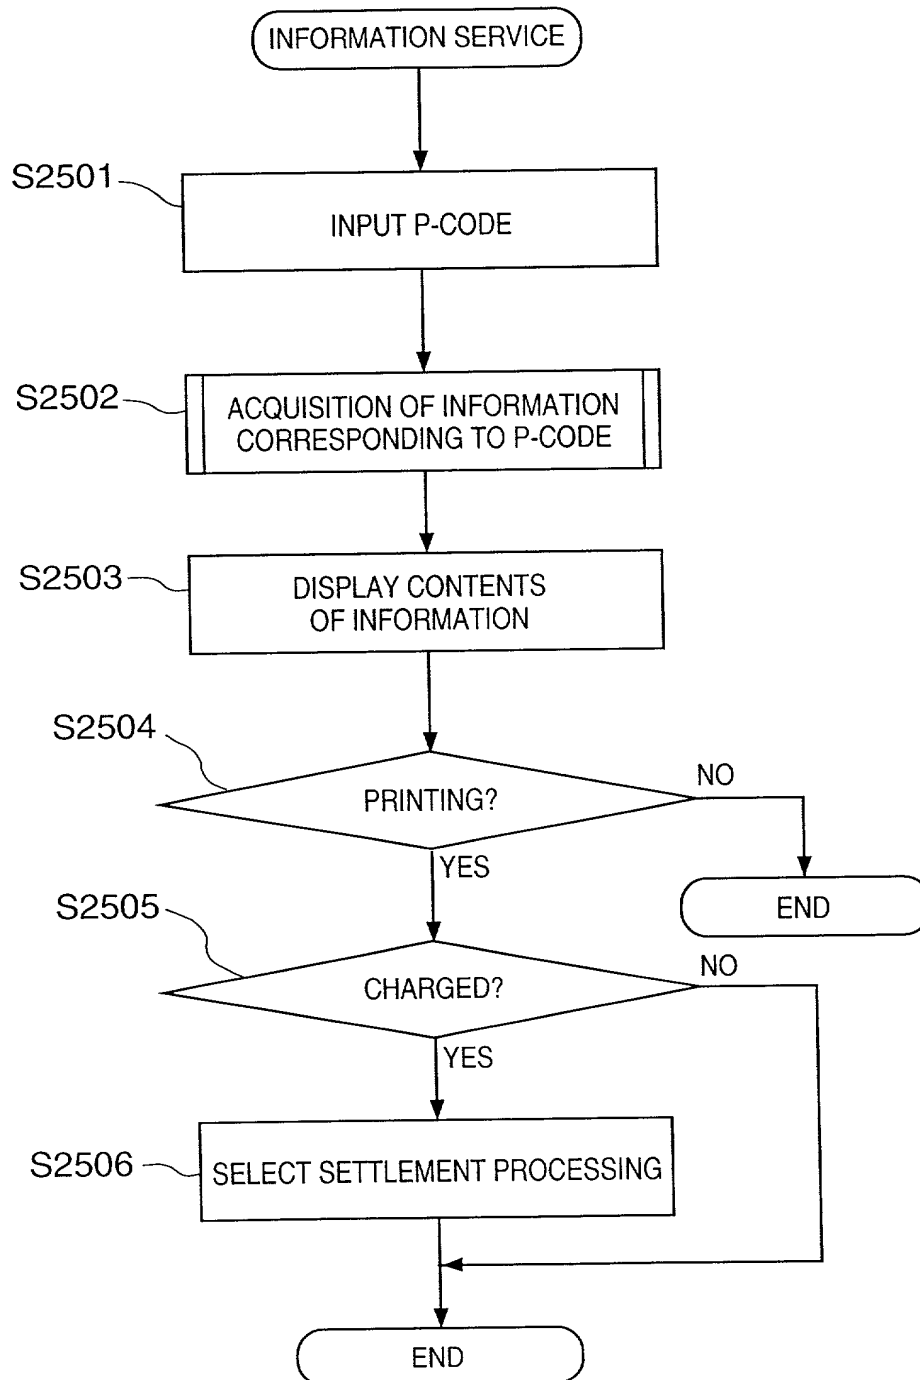 INFORMATION SERVICE
S2501
INPUT P-CODE
S2502
ACQUISITION OF INFORMATION
CORRESPONDING TO P-CODE
S2503
DISPLAY CONTENTS
OF INFORMATION
S2504
PRINTING?
NO
YES
END
S2505
CHARGED?
NO
YES
S2506
SELECT SETTLEMENT PROCESSING
END